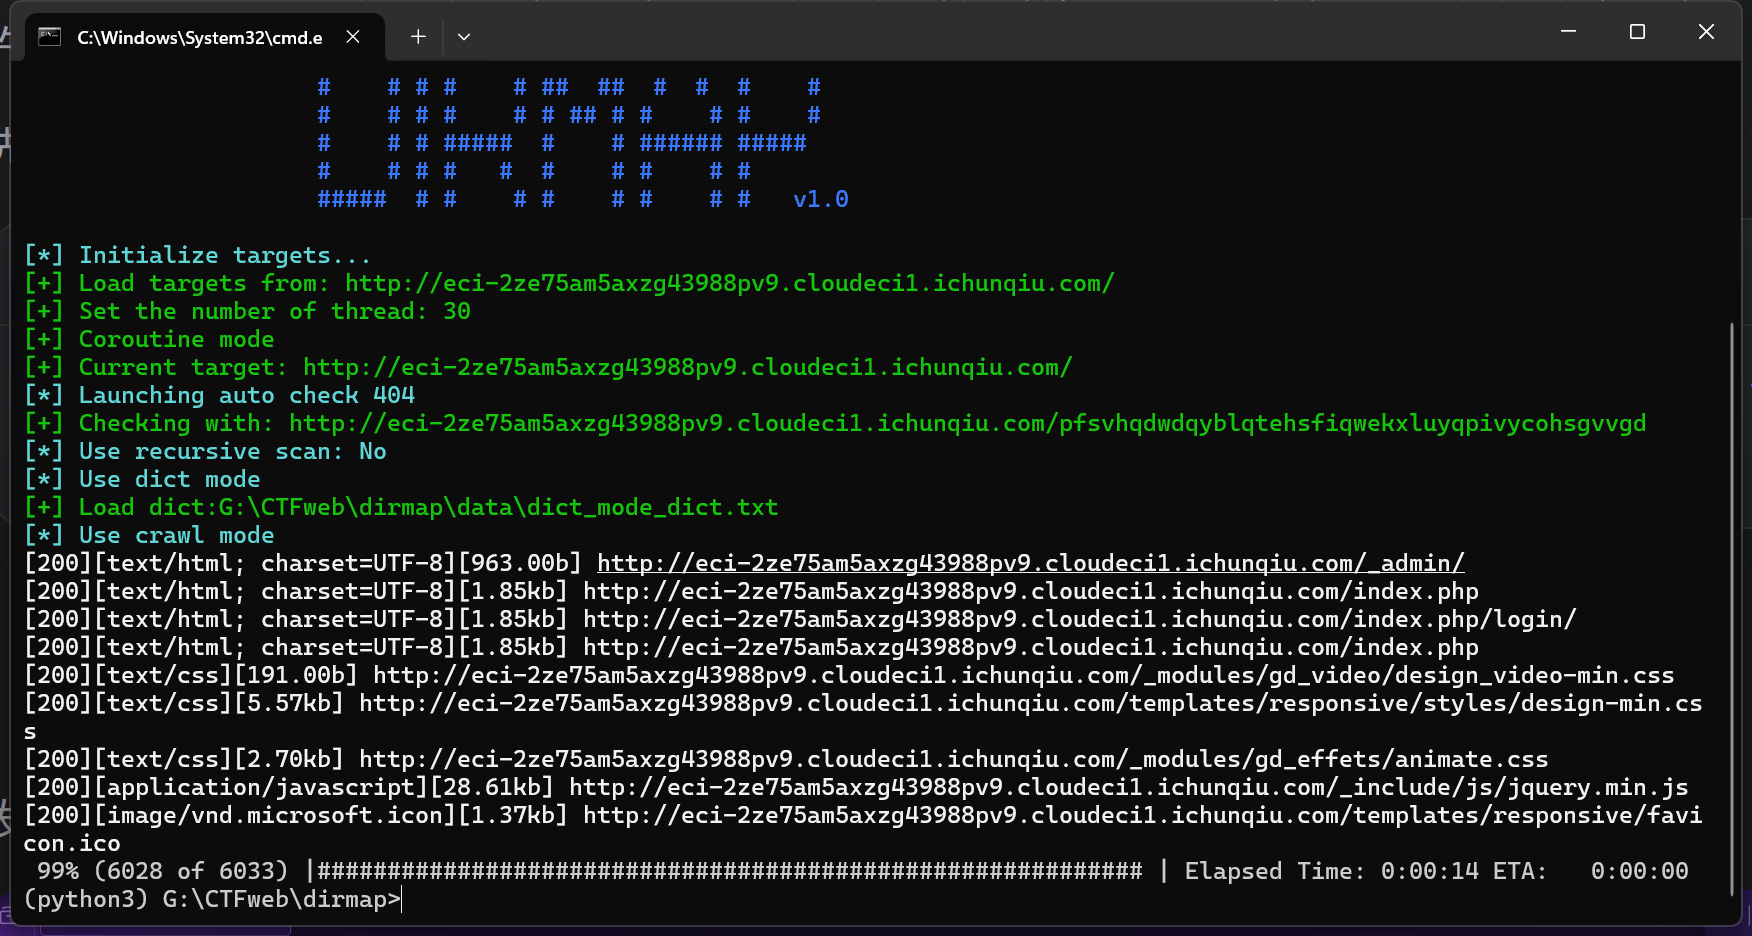 C:\Windows\System32\cmd.e
#    # # #    # ##  ##  #  #  #    #
#    # # #    # # ## # #    # #    #
#    # # #####  #    # ###### #####
#    # # #   #  #    # #    # #
#####  # #    # #    # #    # #   v1.0
[*] Initialize targets...
[+] Load targets from: http://eci-2ze75am5axzg43988pv9.cloudeci1.ichunqiu.com/
[+] Set the number of thread: 30
[+] Coroutine mode
[+] Current target: http://eci-2ze75am5axzg43988pv9.cloudeci1.ichunqiu.com/
[*] Launching auto check 404
[+] Checking with: http://eci-2ze75am5axzg43988pv9.cloudeci1.ichunqiu.com/pfsvhqdwdqyblqtehsfiqwekxluyqpivycohsgvvgd
[*] Use recursive scan: No
[*] Use dict mode
[+] Load dict:G:\CTFweb\dirmap\data\dict_mode_dict.txt
[*] Use crawl mode
[200][text/html; charset=UTF-8][963.00b] http://eci-2ze75am5axzg43988pv9.cloudeci1.ichunqiu.com/_admin/
[200][text/html; charset=UTF-8][1.85kb] http://eci-2ze75am5axzg43988pv9.cloudeci1.ichunqiu.com/index.php
[200][text/html; charset=UTF-8][1.85kb] http://eci-2ze75am5axzg43988pv9.cloudeci1.ichunqiu.com/index.php/login/
[200][text/html; charset=UTF-8][1.85kb] http://eci-2ze75am5axzg43988pv9.cloudeci1.ichunqiu.com/index.php
[200][text/css][191.00b] http://eci-2ze75am5axzg43988pv9.cloudeci1.ichunqiu.com/_modules/gd_video/design_video-min.css
[200][text/css][5.57kb] http://eci-2ze75am5axzg43988pv9.cloudeci1.ichunqiu.com/templates/responsive/styles/design-min.cs
s
[200][text/css][2.70kb] http://eci-2ze75am5axzg43988pv9.cloudeci1.ichunqiu.com/_modules/gd_effets/animate.css
[200][application/javascript][28.61kb] http://eci-2ze75am5axzg43988pv9.cloudeci1.ichunqiu.com/_include/js/jquery.min.js
[200][image/vnd.microsoft.icon][1.37kb] http://eci-2ze75am5axzg43988pv9.cloudeci1.ichunqiu.com/templates/responsive/favi
con.ico
99% (6028 of 6033) |########################################################### | Elapsed Time: 0:00:14 ETA:   0:00:00
(python3) G:\CTFweb\dirmap>